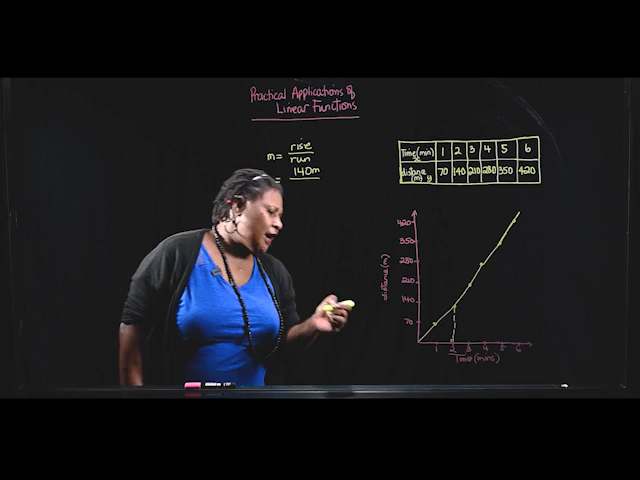 Practical Applications of
Linear Functions
m = rise
run
= 140m
Time (min) x 1 2 3 4 5 6
distance (m) y 70 140 210 280 350 420
420
350
280
210
140
70
distance (m)
1 2 3 4 5 6
Time (mins)